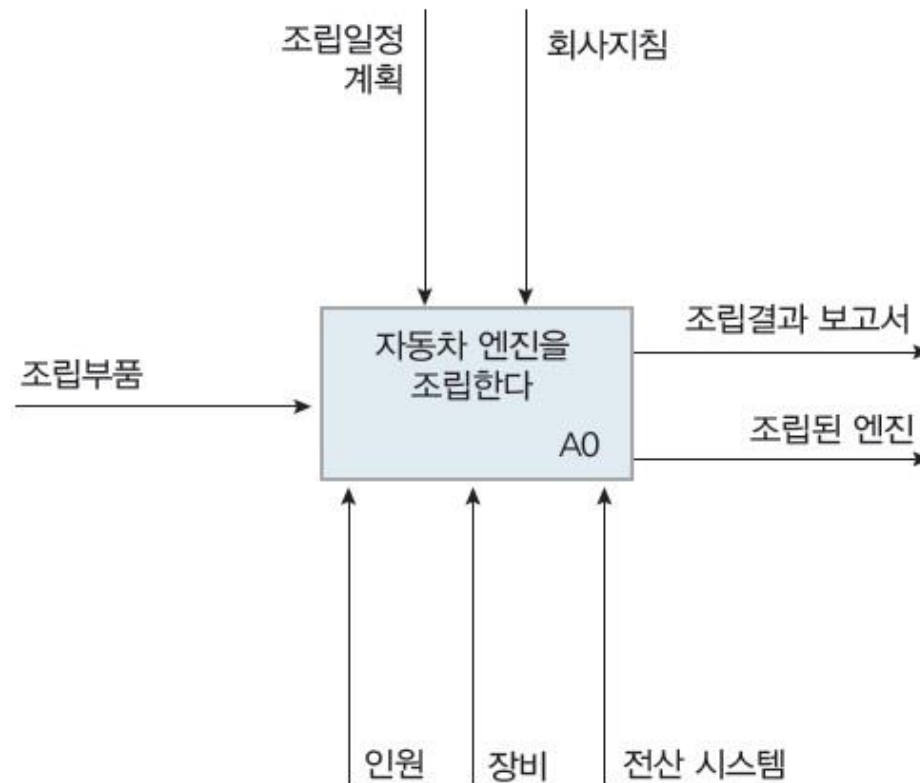 조립일정
계획
회사지침
자동차 엔진을
조립한다
A0
조립부품
조립결과 보고서
조립된 엔진
인원
장비
전산 시스템